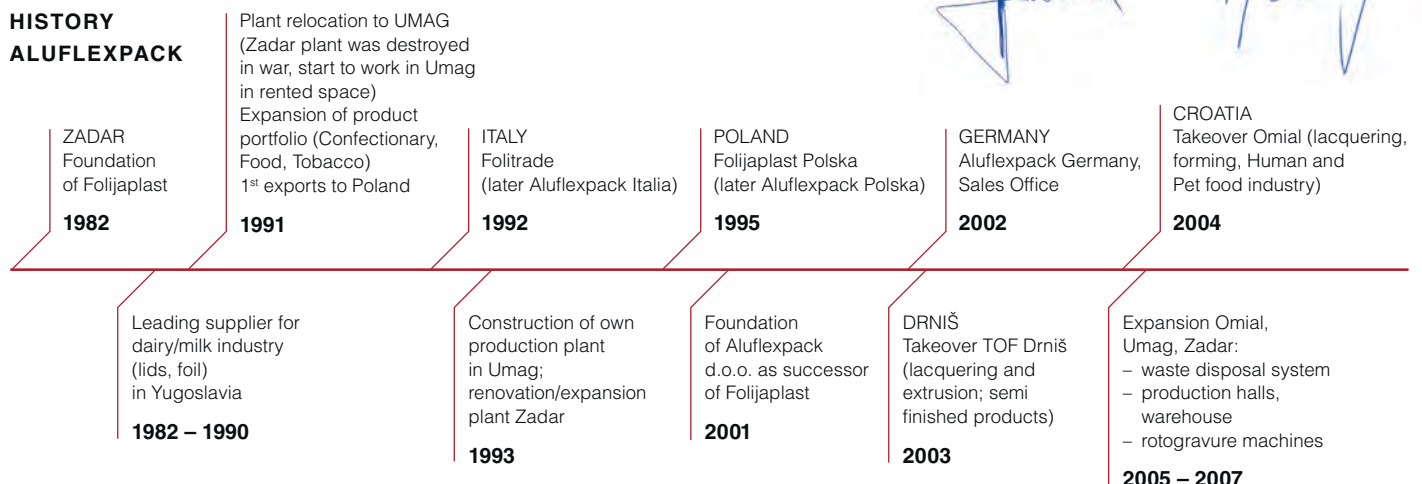 HISTORY
ALUFLEXPACK
ZADAR
Foundation
of Folijaplast
1982
Plant relocation to UMAG
(Zadar plant was destroyed
in war, start to work in Umag
in rented space)
Expansion of product
portfolio (Confectionary,
Food, Tobacco)
1st exports to Poland
1991
ITALY
Folitrade
(later Aluflexpack Italia)
1992
POLAND
Folijaplast Polska
(later Aluflexpack Polska)
1995
GERMANY
Aluflexpack Germany,
Sales Office
2002
CROATIA
Takeover Omial (lacquering,
forming, Human and
Pet food industry)
2004
Leading supplier for
dairy/milk industry
(lids, foil)
in Yugoslavia
1982 – 1990
Construction of own
production plant
in Umag;
renovation/expansion
plant Zadar
1993
Foundation
of Aluflexpack
d.o.o. as successor
of Folijaplast
2001
DRNIŠ
Takeover TOF Drniš
(lacquering and
extrusion; semi
finished products)
2003
Expansion Omial,
Umag, Zadar:
– waste disposal system
– production halls,
warehouse
– rotogravure machines
2005 – 2007